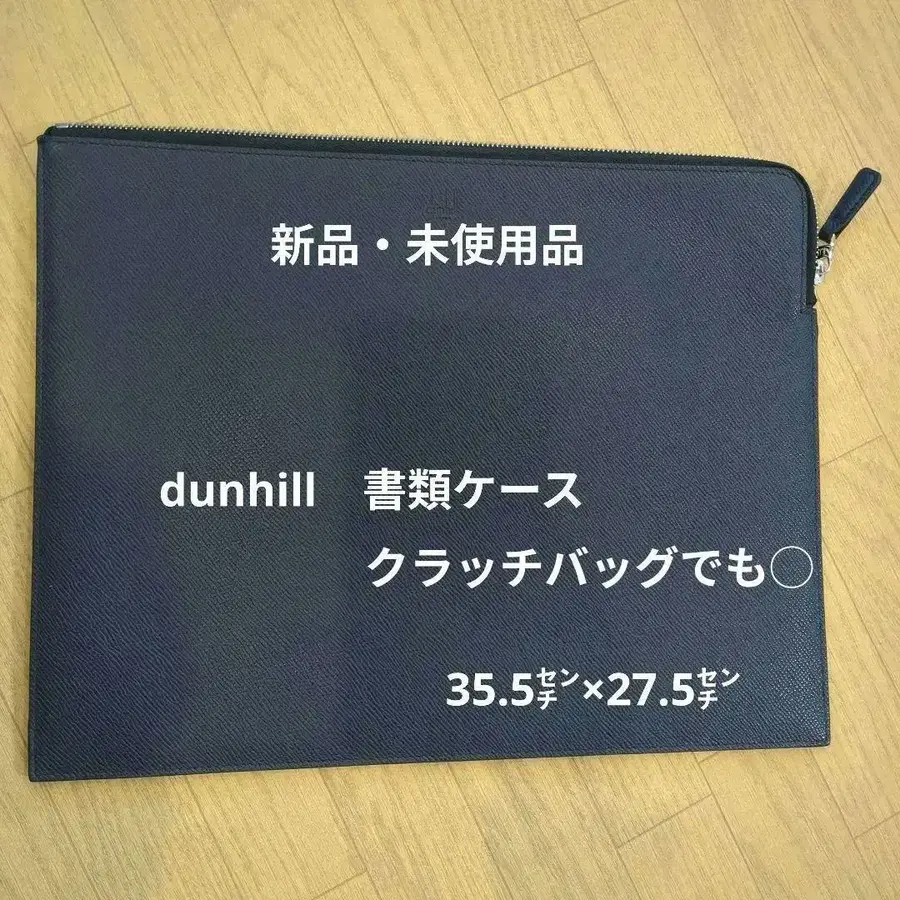 新品・未使用品
dunhill 書類ケース
クラッチバッグでも○
35.5㌢×27.5㌢